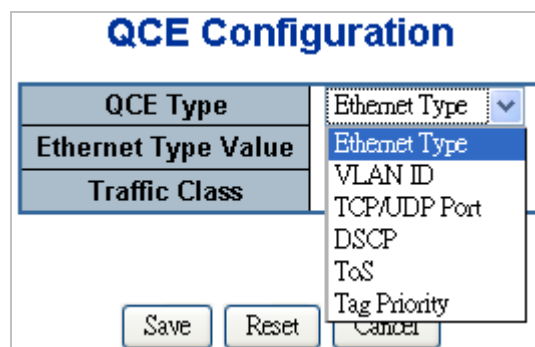 QCE Configuration
QCE Type Ethernet Type
Ethernet Type Value Ethernet Type
VLAN ID
Traffic Class
TCP/UDP Port
DSCP
ToS
Tag Priority
Save Reset Cancel